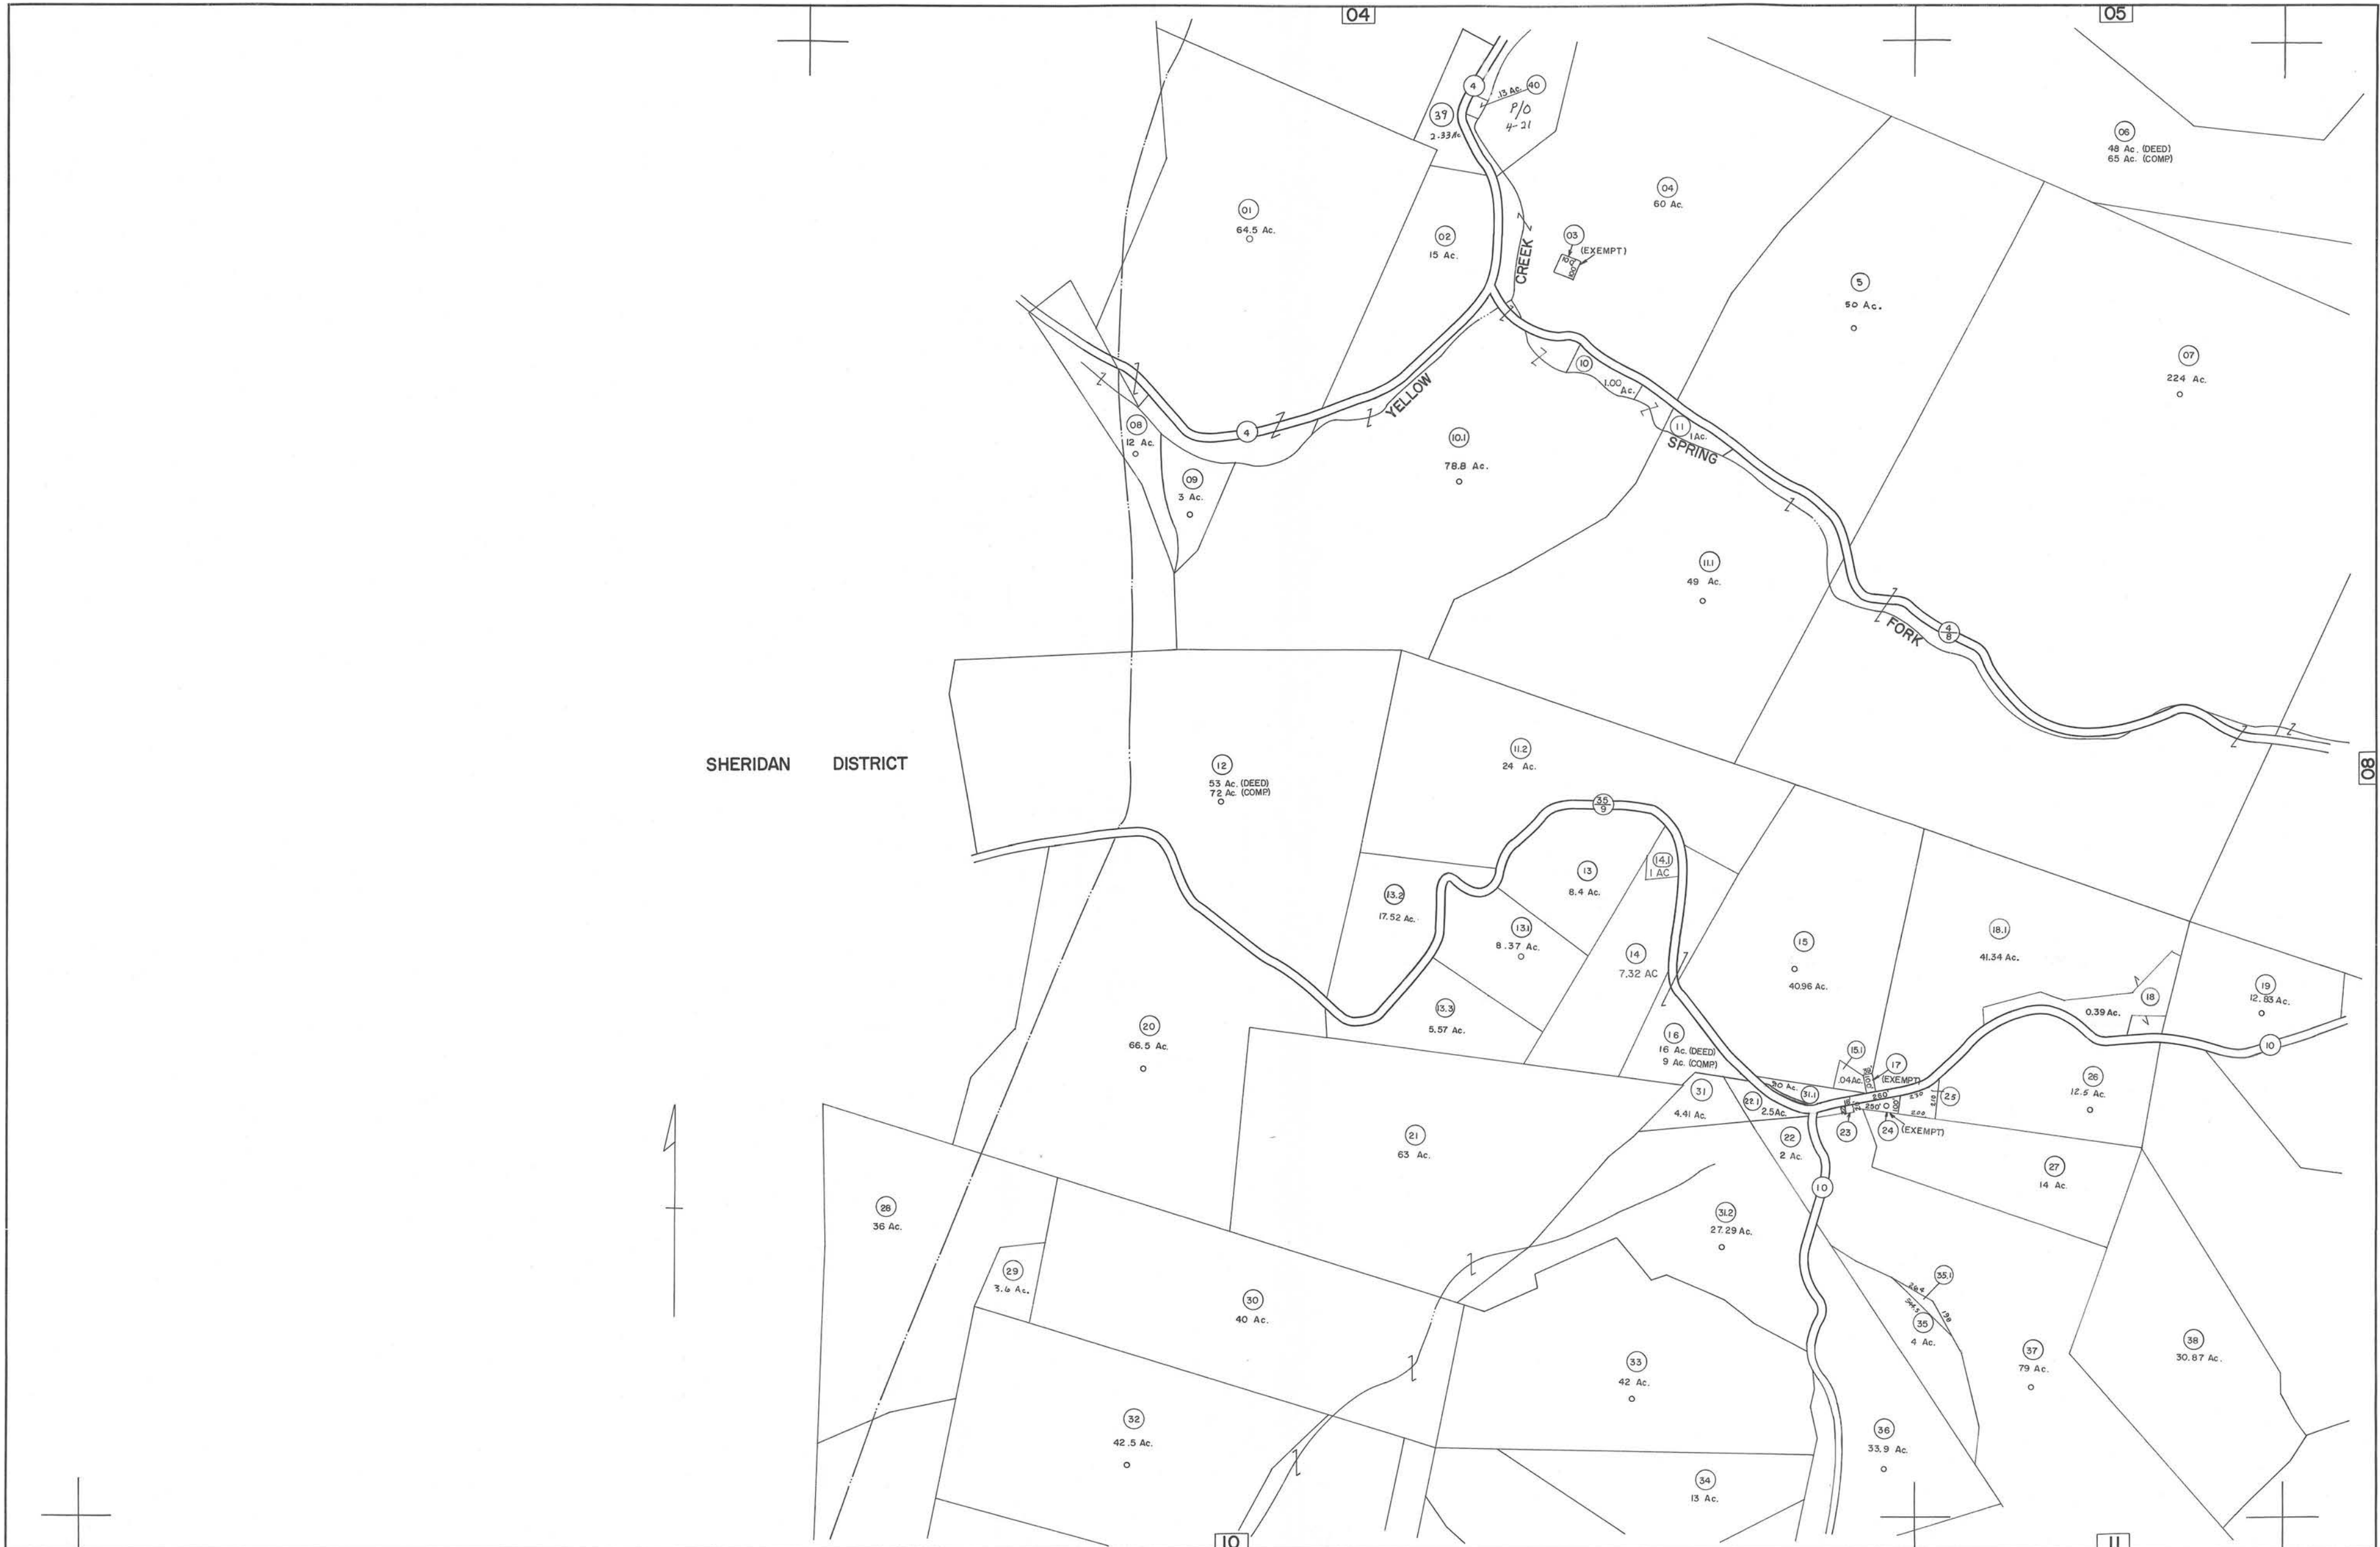 04
05
4
.13 Ac. 40
P/O
4-21
39
2.33 Ac
06
48 Ac. (DEED)
65 Ac. (COMP)
01
64.5 Ac.
02
15 Ac.
04
60 Ac.
CREEK
03
(EXEMPT)
100
100
5
50 Ac.
07
224 Ac.
10
1.00 Ac.
YELLOW
08
12 Ac.
4
10.1
78.8 Ac.
11
1 Ac.
SPRING
09
3 Ac.
11.1
49 Ac.
4
8
FORK
SHERIDAN DISTRICT
12
53 Ac. (DEED)
72 Ac. (COMP)
11.2
24 Ac.
08
35
9
14.1
1 AC
13
8.4 Ac.
13.2
17.52 Ac.
13.1
8.37 Ac.
14
7.32 AC
15
40.96 Ac.
18.1
41.34 Ac.
18
0.39 Ac.
19
12.83 Ac.
13.3
5.57 Ac.
20
66.5 Ac.
16
16 Ac. (DEED)
9 Ac. (COMP)
10
15.1
.04 Ac.
17
(EXEMPT)
26
12.5 Ac.
31
4.41 Ac.
22.1
2.5 Ac.
31.1
260
250'
230
210
200
25
21
63 Ac.
22
2 Ac.
23
24 (EXEMPT)
27
14 Ac.
10
28
36 Ac.
31.2
27.29 Ac.
29
3.6 Ac.
35.1
264
198
30
40 Ac.
35
4 Ac.
33
42 Ac.
37
79 Ac.
38
30.87 Ac.
32
42.5 Ac.
36
33.9 Ac.
34
13 Ac.
10
11